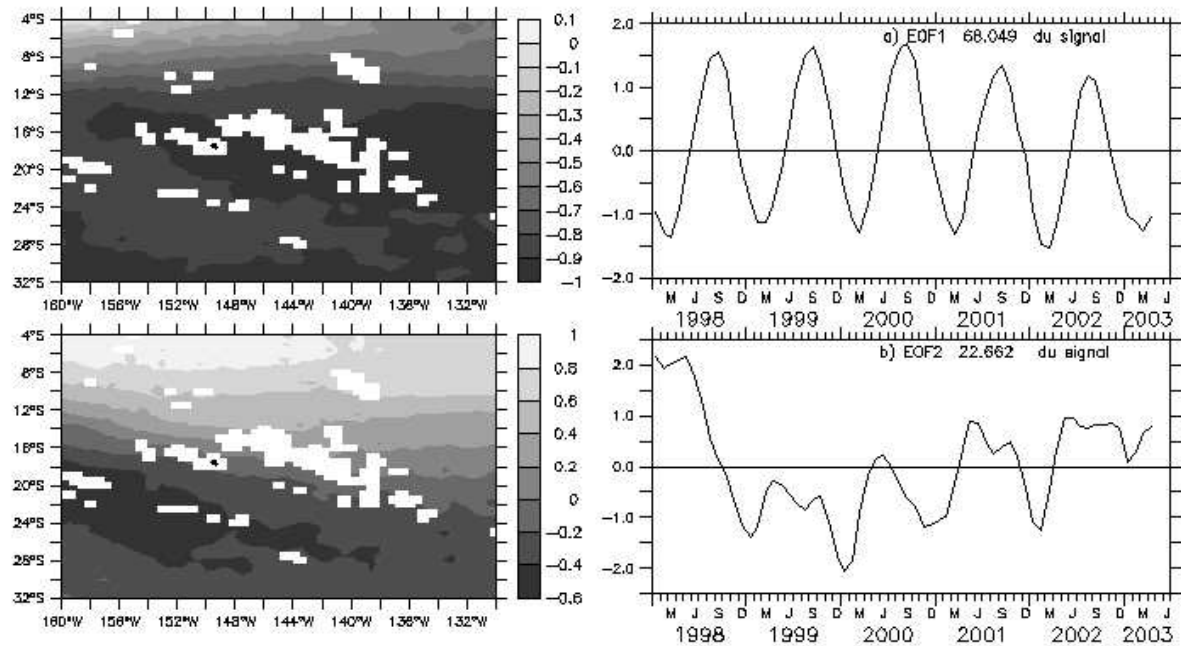 4°S
8°S
12°S
16°S
20°S
24°S
28°S
32°S
160°W 156°W 152°W 148°W 144°W 140°W 136°W 132°W
0.1
0
-0.1
-0.2
-0.3
-0.4
-0.5
-0.6
-0.7
-0.8
-0.9
-1
a) EOF1 68.049 du signal
2.0
1.0
0.0
-1.0
-2.0
M J S D M J S D M J S D M J S D M J S D M J
1998 1999 2000 2001 2002 2003
4°S
8°S
12°S
16°S
20°S
24°S
28°S
32°S
160°W 156°W 152°W 148°W 144°W 140°W 136°W 132°W
1
0.8
0.6
0.4
0.2
0
-0.2
-0.4
-0.6
b) EOF2 22.662 du signal
2.0
1.0
0.0
-1.0
-2.0
M J S D M J S D M J S D M J S D M J S D M J
1998 1999 2000 2001 2002 2003